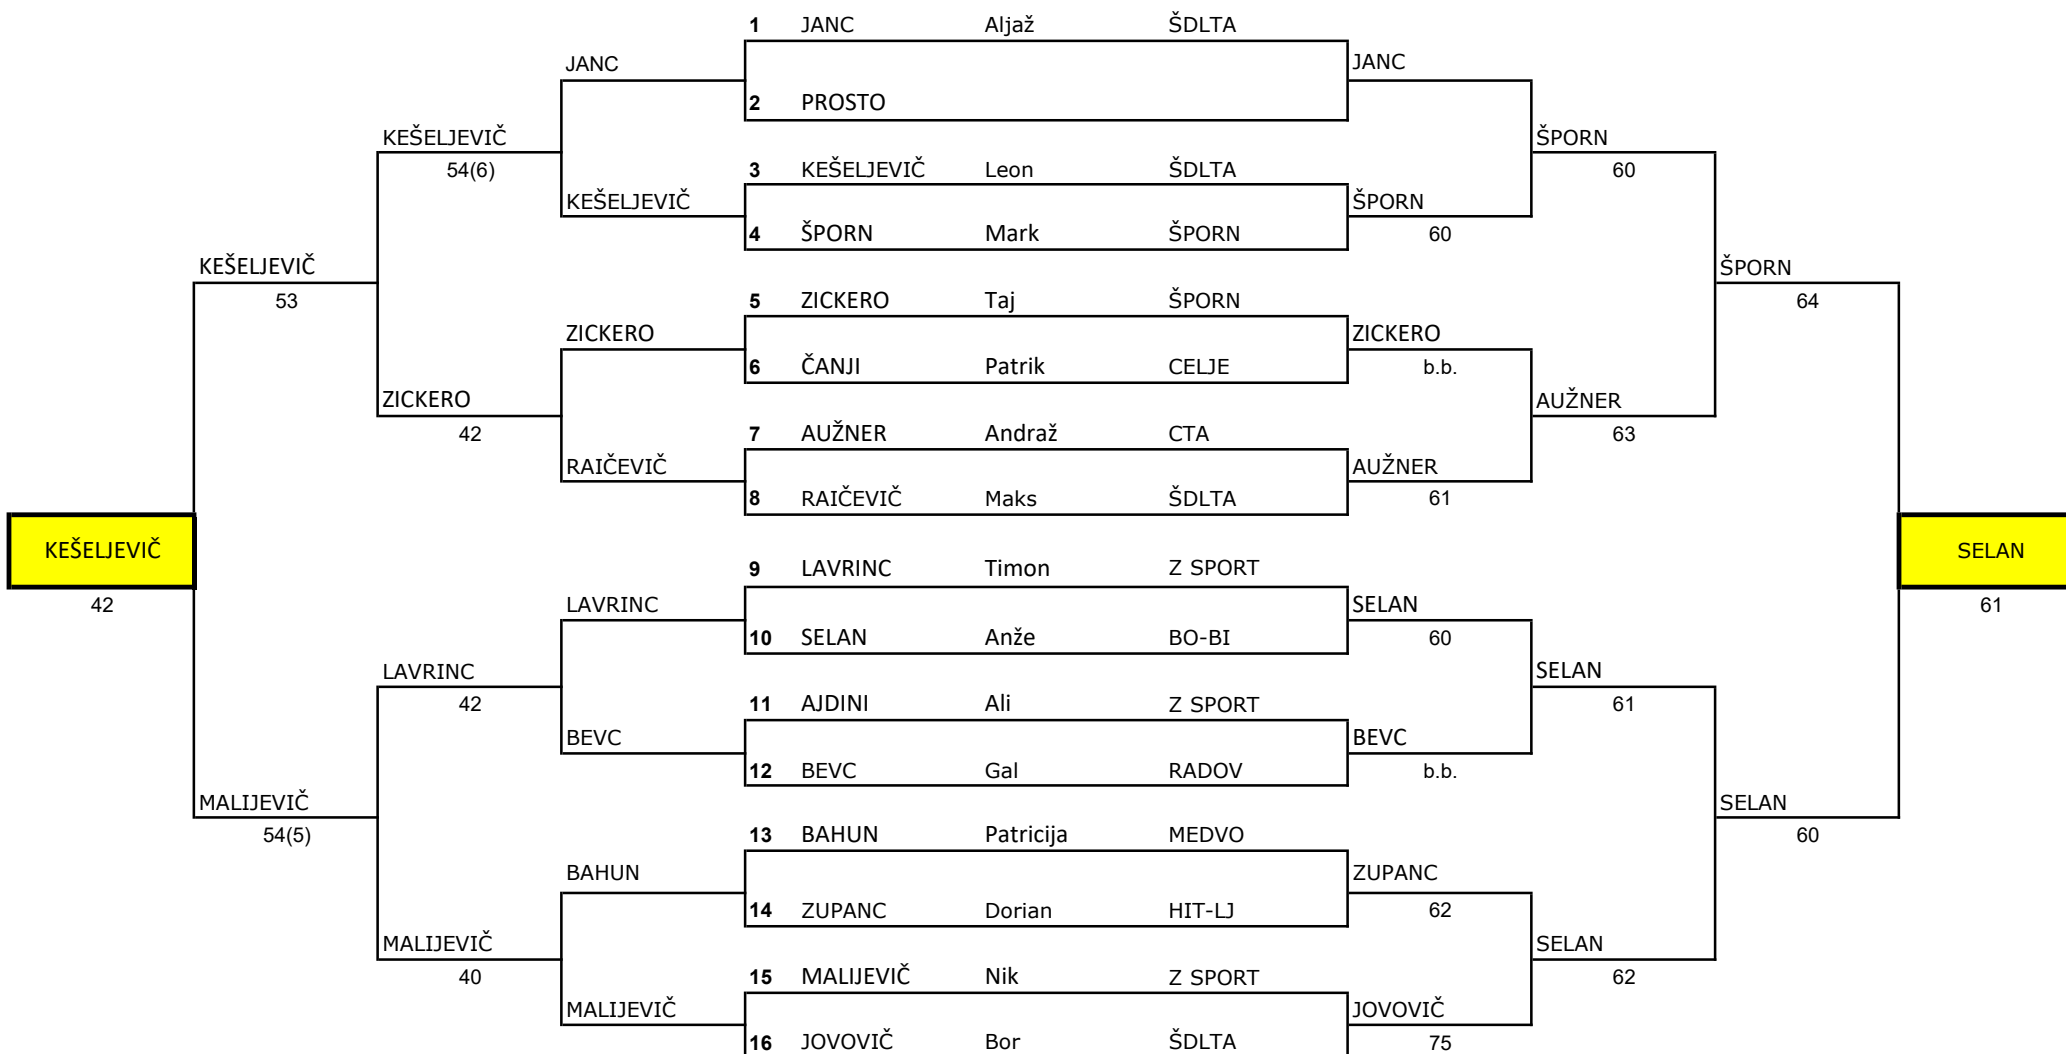 1 JANC Aljaž ŠDLTA
JANC JANC
2 PROSTO
KEŠELJEVIČ ŠPORN
54(6) 3 KEŠELJEVIČ Leon ŠDLTA 60
KEŠELJEVIČ ŠPORN
4 ŠPORN Mark ŠPORN 60
KEŠELJEVIČ ŠPORN
53 5 ZICKERO Taj ŠPORN 64
ZICKERO ZICKERO
6 ČANJI Patrik CELJE b.b.
ZICKERO AUŽNER
42 7 AUŽNER Andraž CTA 63
RAIČEVIČ AUŽNER
8 RAIČEVIČ Maks ŠDLTA 61
KEŠELJEVIČ SELAN
9 LAVRINC Timon Z SPORT
42 LAVRINC SELAN 61
10 SELAN Anže BO-BI 60
LAVRINC SELAN
42 11 AJDINI Ali Z SPORT 61
BEVC BEVC
12 BEVC Gal RADOV b.b.
MALIJEVIČ SELAN
54(5) 13 BAHUN Patricija MEDVO 60
BAHUN ZUPANC
14 ZUPANC Dorian HIT-LJ 62
MALIJEVIČ SELAN
40 15 MALIJEVIČ Nik Z SPORT 62
MALIJEVIČ JOVOVIČ
16 JOVOVIČ Bor ŠDLTA 75